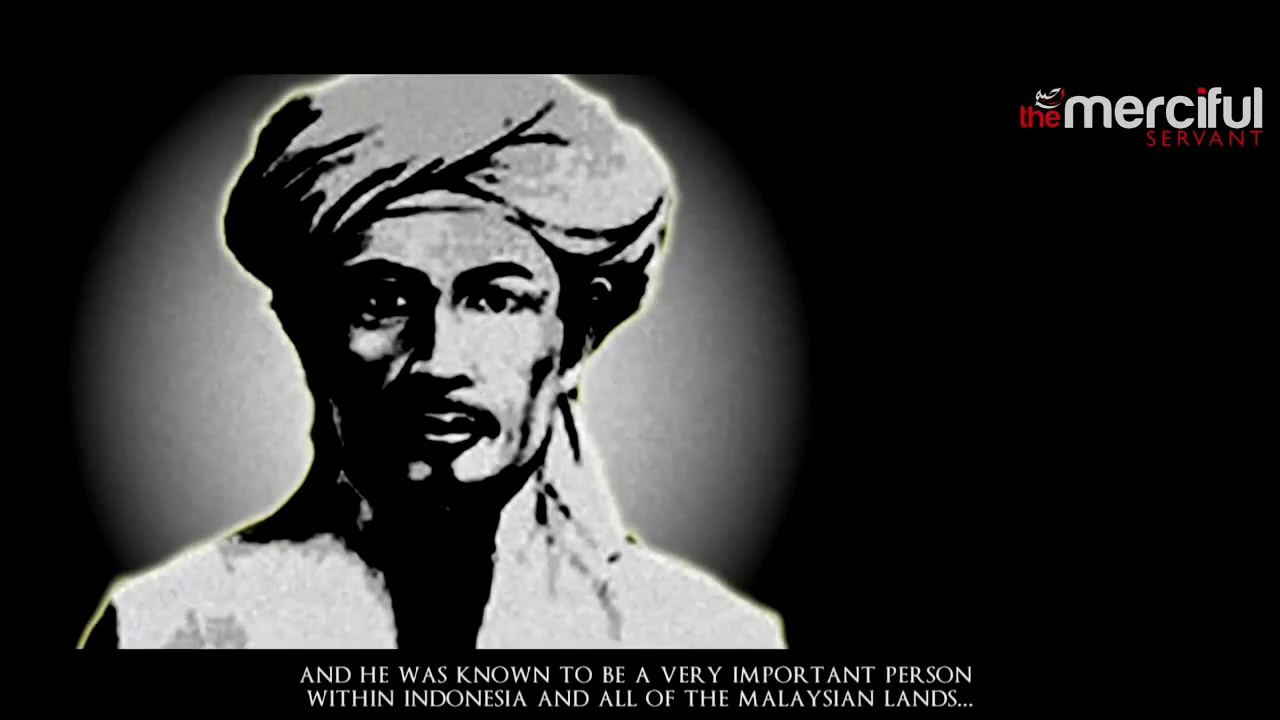 the merciful
SERVANT
AND HE WAS KNOWN TO BE A VERY IMPORTANT PERSON
WITHIN INDONESIA AND ALL OF THE MALAYSIAN LANDS...